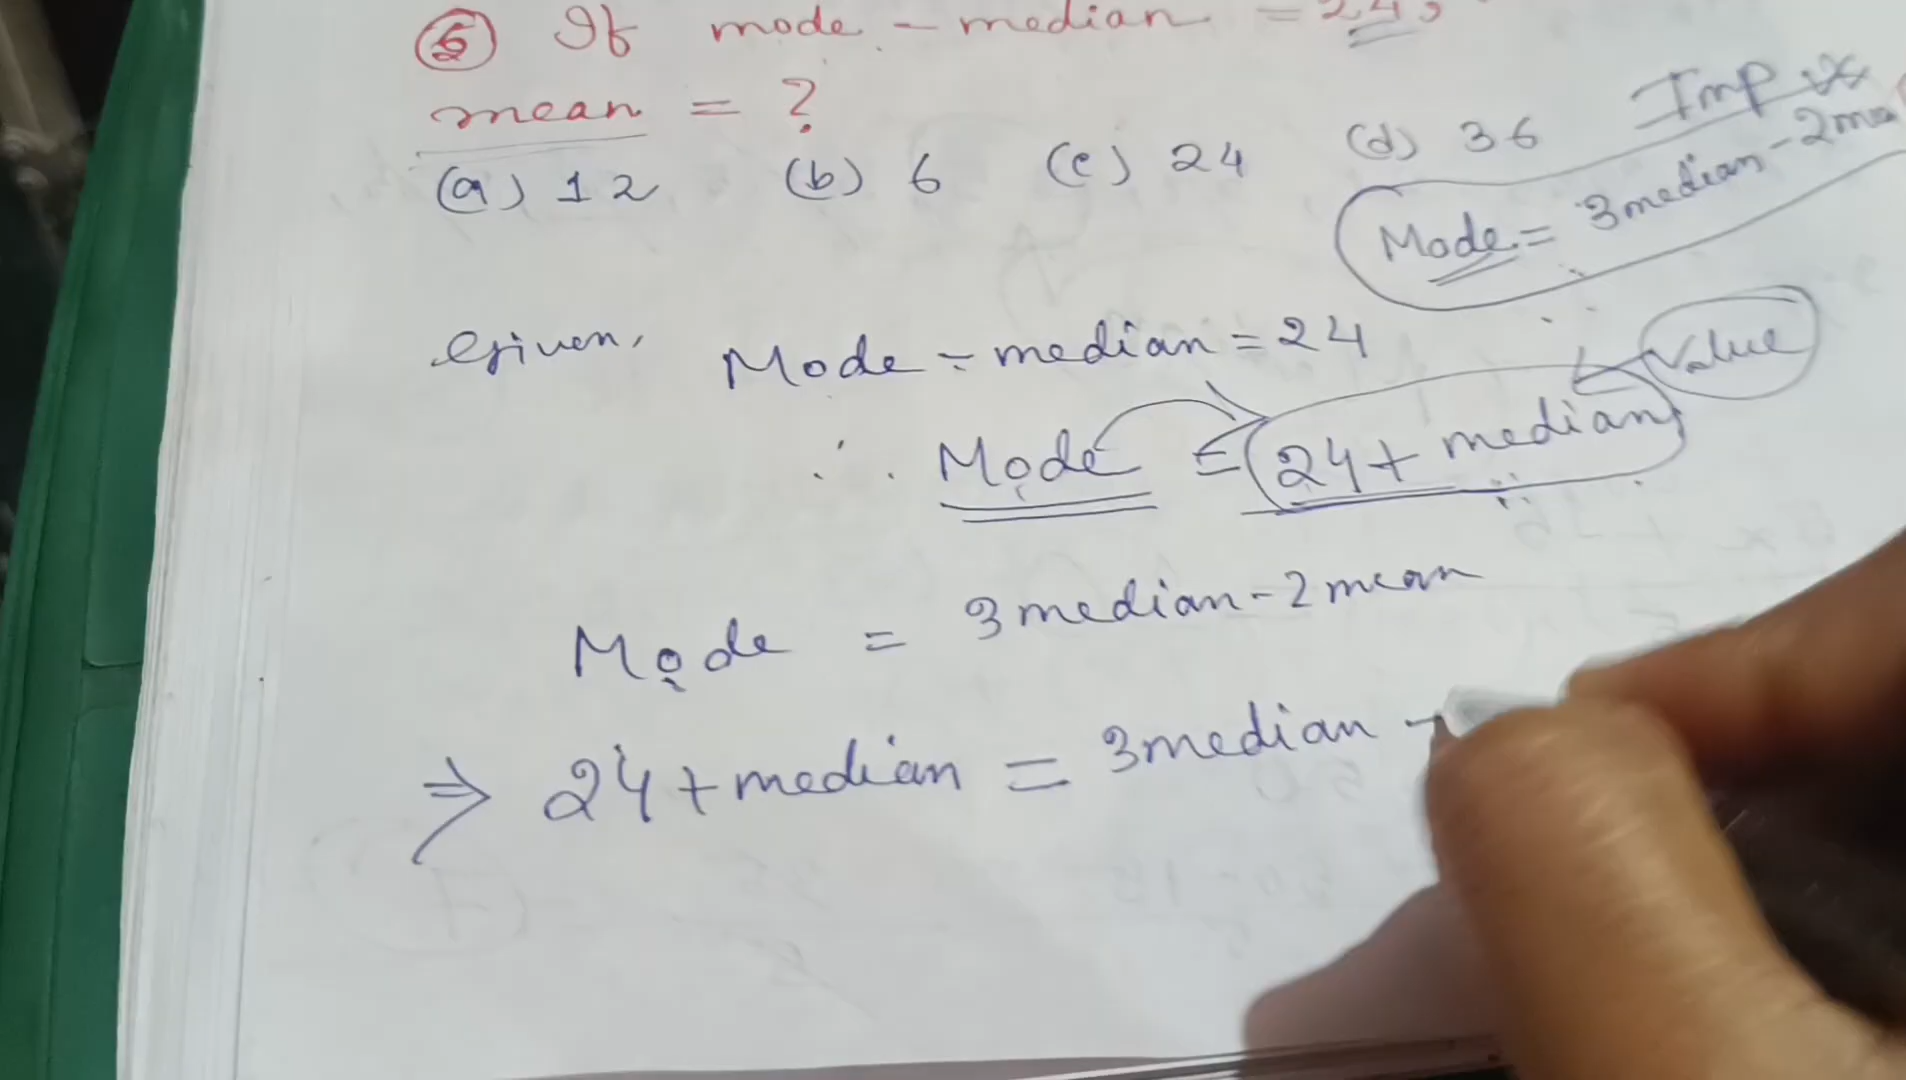 ⑤ If mode - median = 24,
mean = ?
(a) 12 (b) 6 (c) 24 (d) 36
Imp
Mode = 3median - 2mea
Given, Mode - median = 24
Value
∴ Mode = 24 + median
Mode = 3median - 2mean
⇒ 24 + median = 3median -